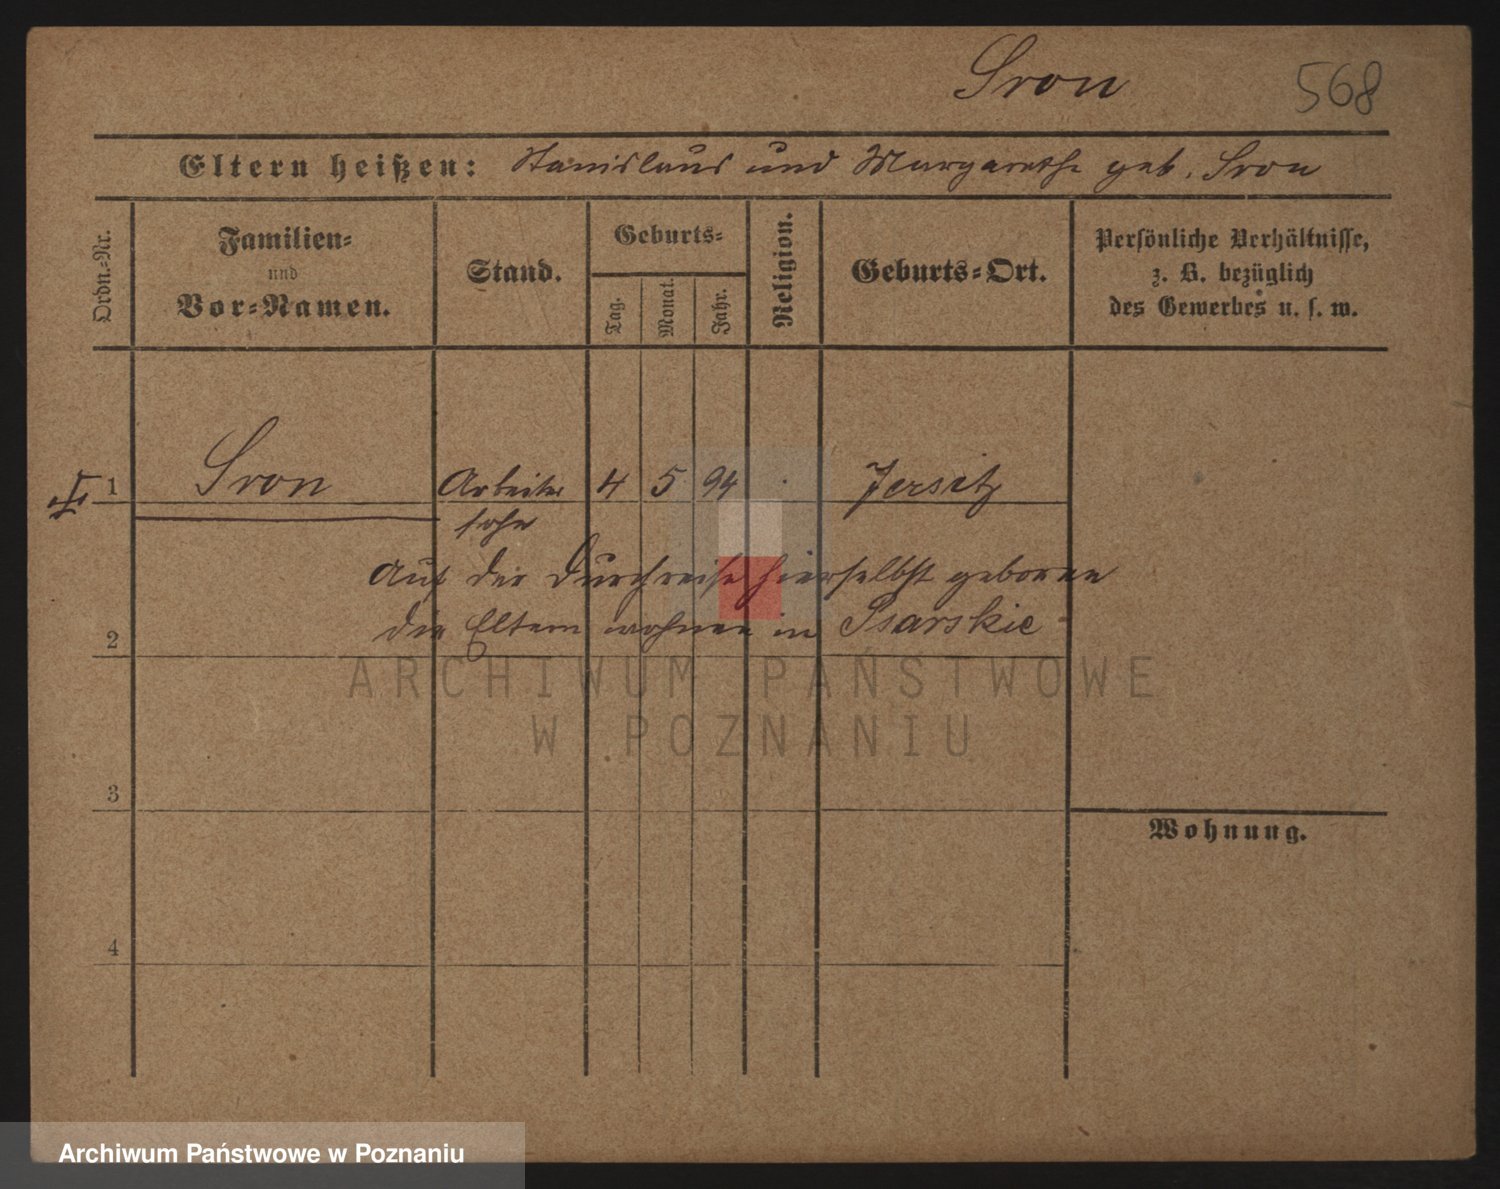 Sron 568
Eltern heißen: Stanislaus und Margarethe geb. Sron
Ordn.-Nr.
Familien-
und
Vor-Namen.
Stand.
Geburts-
Tag.
Monat.
Jahr.
Religion.
Geburts-Ort.
Persönliche Verhältnisse,
z. B. bezüglich
des Gewerbes u. s. w.
1 Sron Arbeiter 4 5 94 Jersitz
sohn
Auf der Durchreise hierselbst geboren
2 die Eltern wohnen in Psarskie
ARCHIWUM PAŃSTWOWE
W POZNANIU
3
Wohnung.
4
Archiwum Państwowe w Poznaniu